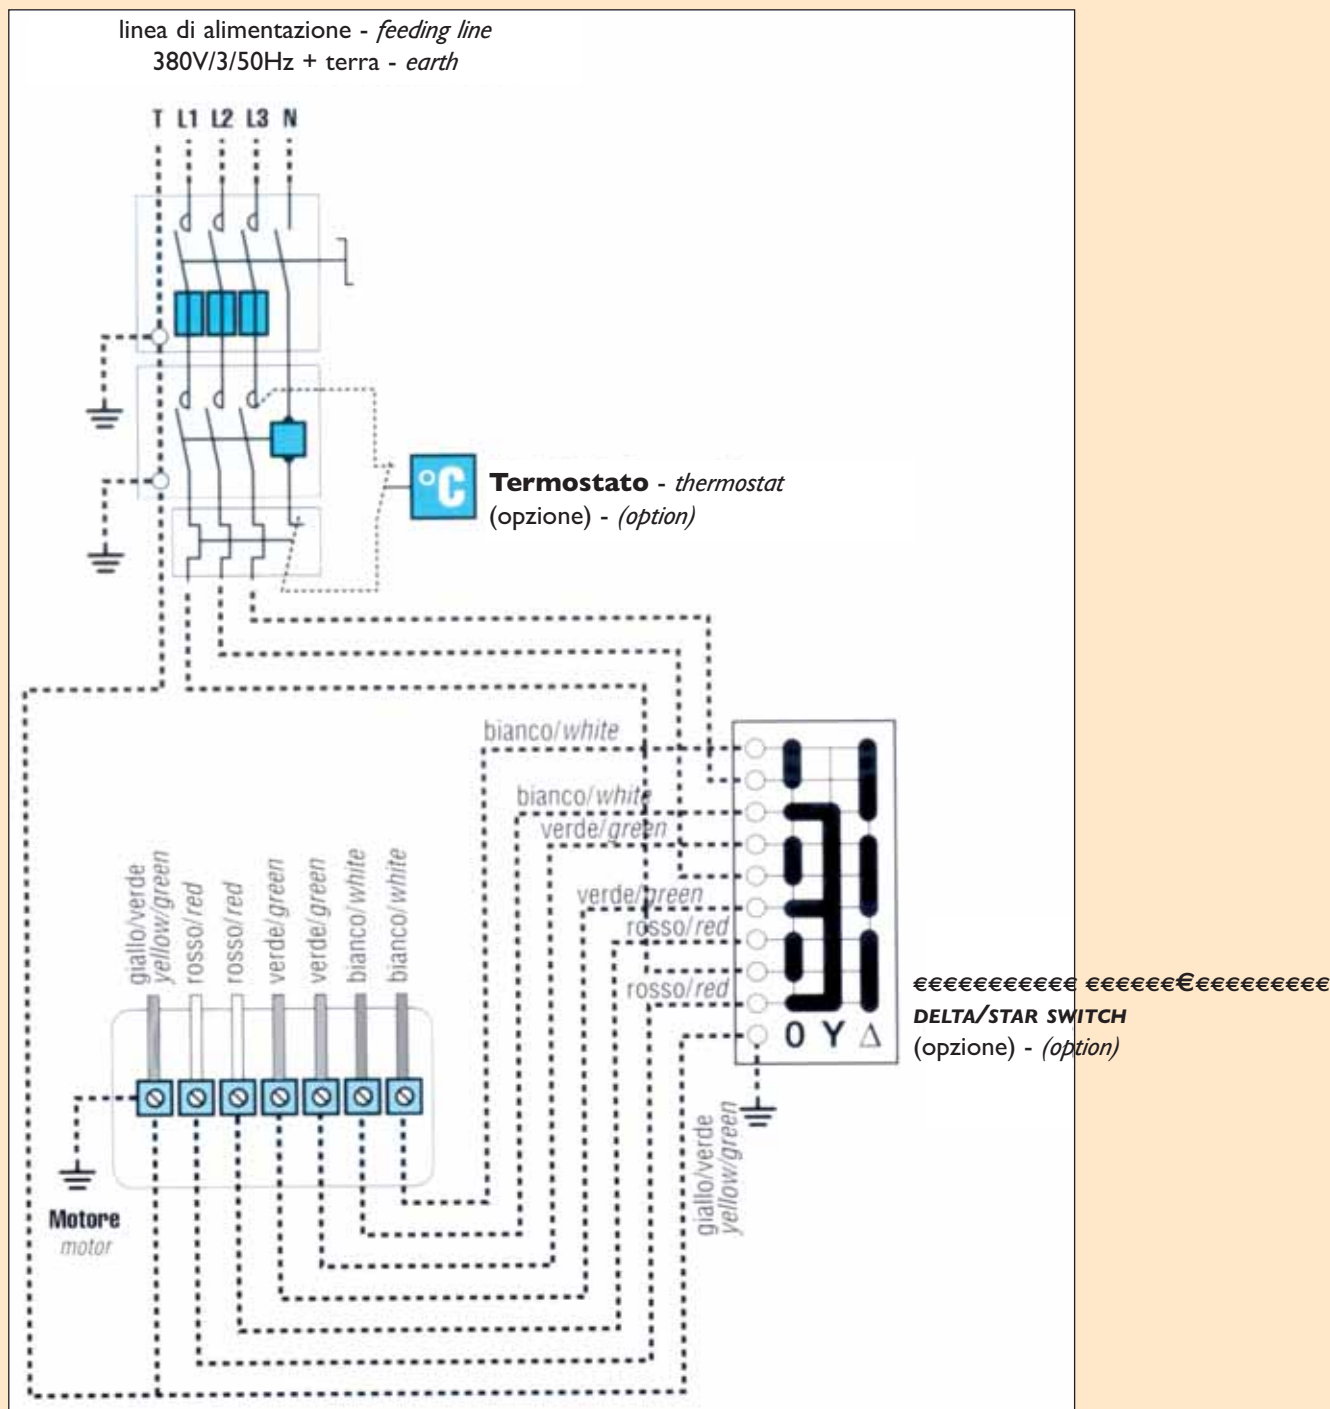 linea di alimentazione - feeding line
380V/3/50Hz + terra - earth
T L1 L2 L3 N
°C
Termostato - thermostat
(opzione) - (option)
bianco/white
bianco/white
verde/green
verde/green
rosso/red
rosso/red
giallo/verde
yellow/green
rosso/red
rosso/red
verde/green
verde/green
bianco/white
bianco/white
0 Y Δ
€€€€€€€€€€€ €€€€€€€€€€€€€€€€
DELTA/STAR SWITCH
(opzione) - (option)
giallo/verde
yellow/green
Motore
motor